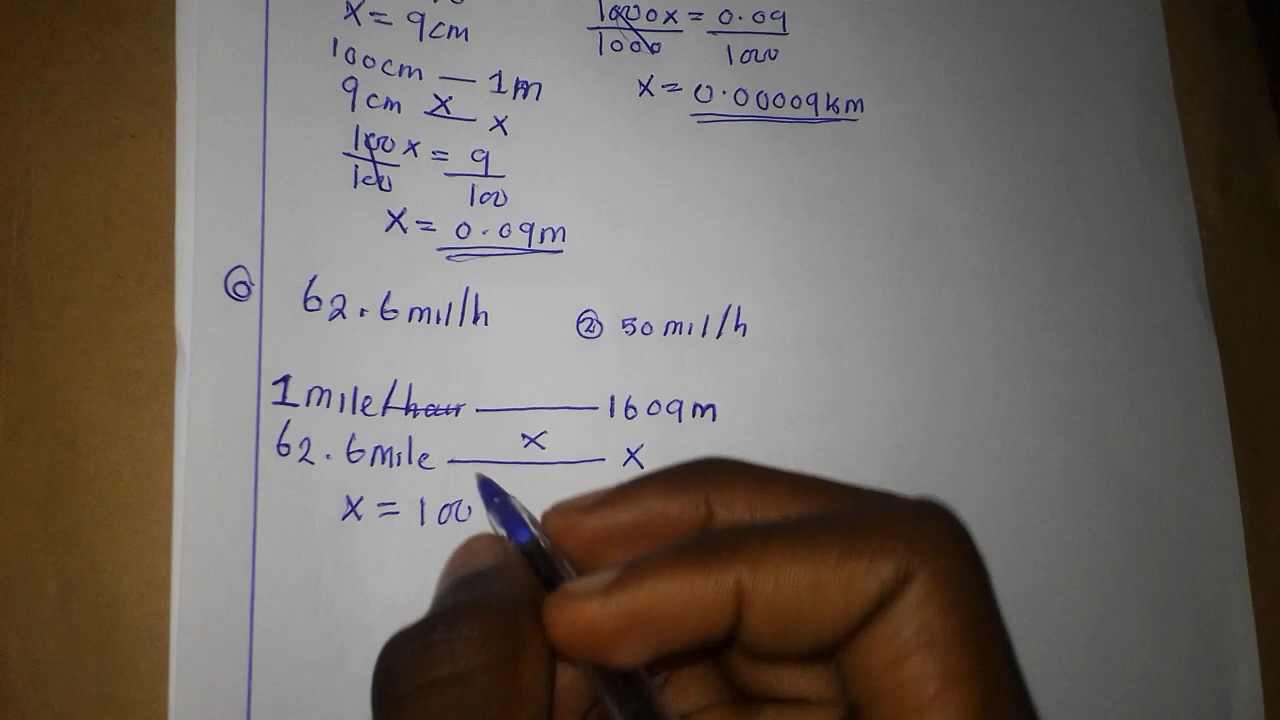 x = 9cm
100cm — 1m
9cm x x
100x = 9
100 100
x = 0.09m
1000x = 0.09
1000 1000
x = 0.00009km
6 62.6mil/h
2 50mil/h
1mile/hour — 1609m
62.6mile x x
x = 100